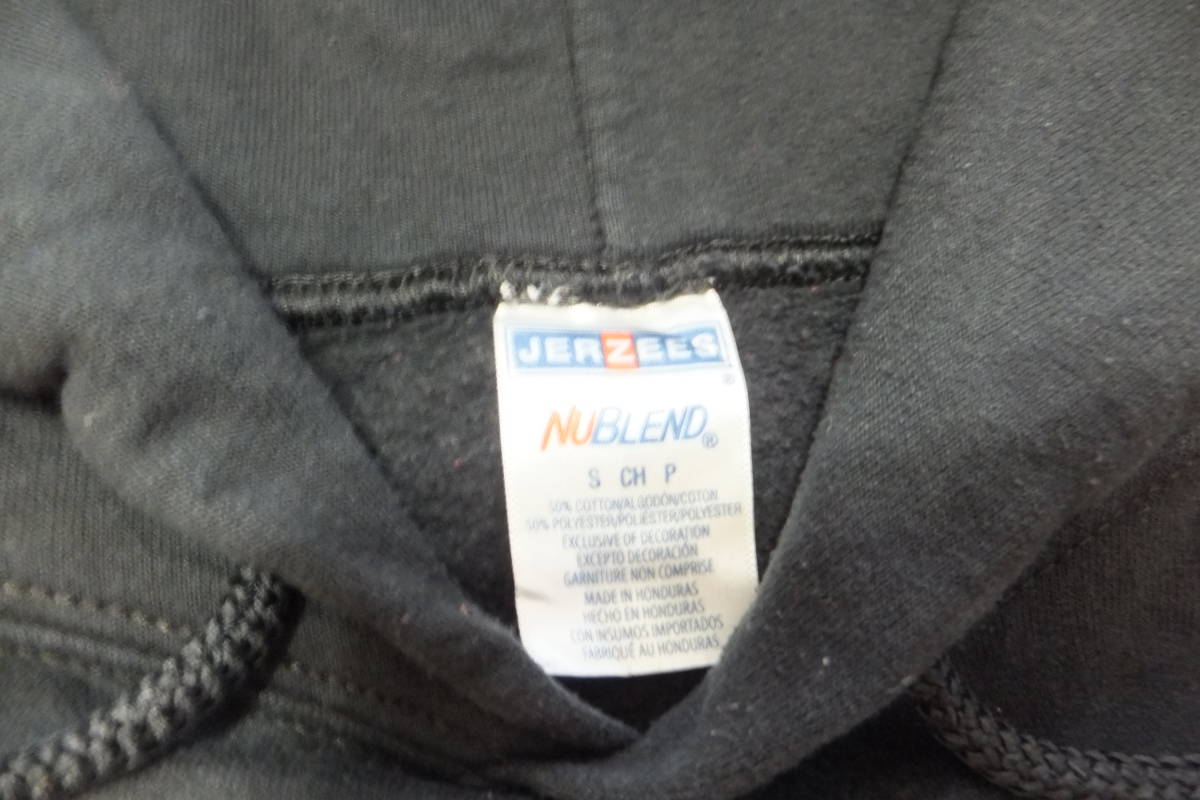 JERZEES
®
NUBLEND®
S CH P
50% COTTON/ALGODÓN/COTON
50% POLYESTER/POLIÉSTER/POLYESTER
EXCLUSIVE OF DECORATION
EXCEPTO DECORACIÓN
GARNITURE NON COMPRISE
MADE IN HONDURAS
HECHO EN HONDURAS
CON INSUMOS IMPORTADOS
FABRIQUÉ AU HONDURAS